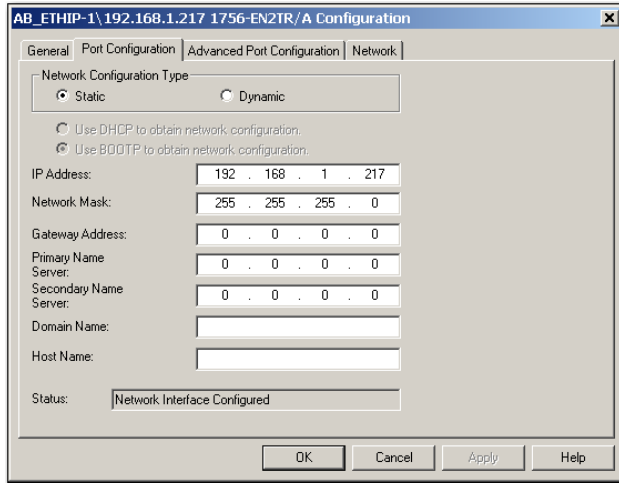 AB_ETHIP-1\192.168.1.217 1756-EN2TR/A Configuration
General Port Configuration Advanced Port Configuration Network
Network Configuration Type
Static Dynamic
Use DHCP to obtain network configuration.
Use BOOTP to obtain network configuration.
IP Address: 192 . 168 . 1 . 217
Network Mask: 255 . 255 . 255 . 0
Gateway Address: 0 . 0 . 0 . 0
Primary Name
Server: 0 . 0 . 0 . 0
Secondary Name
Server: 0 . 0 . 0 . 0
Domain Name:
Host Name:
Status: Network Interface Configured
OK Cancel Apply Help